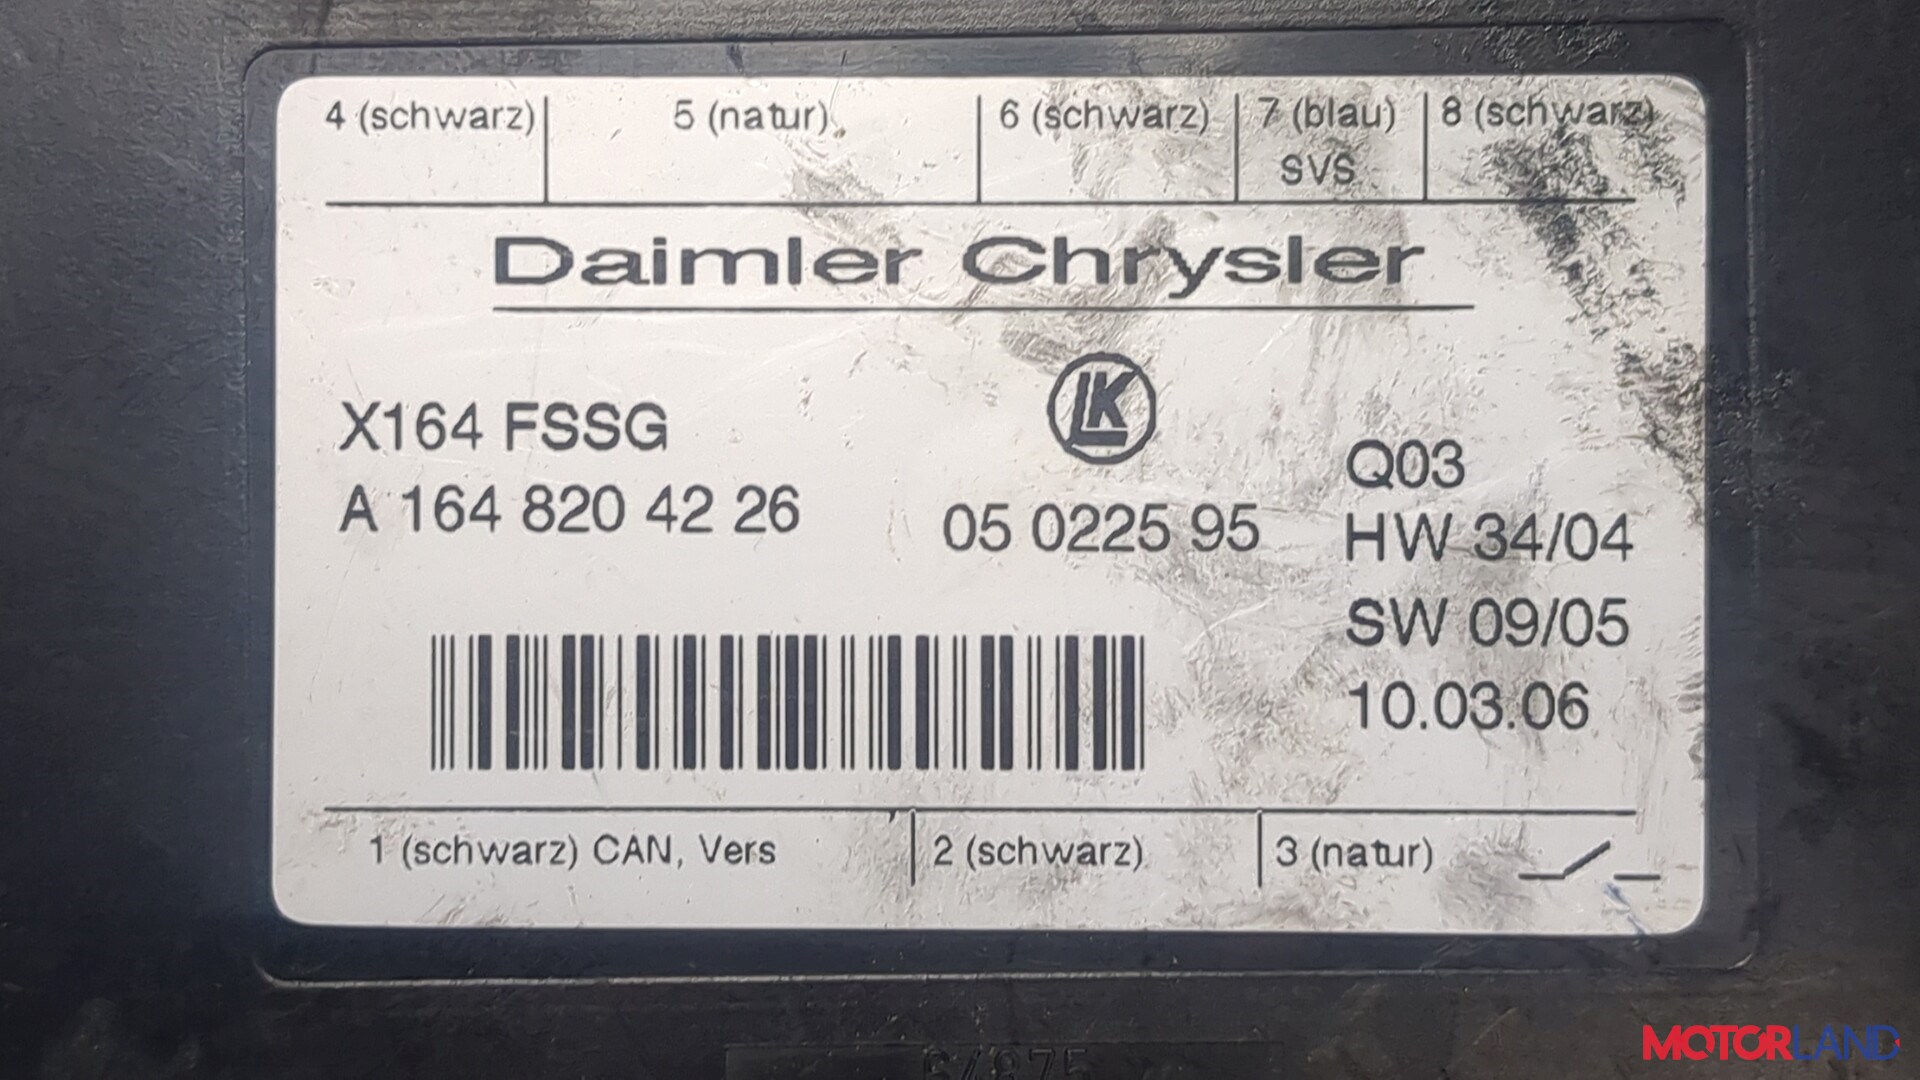 4 (schwarz) 5 (natur) 6 (schwarz) 7 (blau) 8 (schwarz)
SVS
Daimler Chrysler
LK
X164 FSSG
Q03
A 164 820 42 26 05 0225 95 HW 34/04
SW 09/05
10.03.06
1 (schwarz) CAN, Vers 2 (schwarz) 3 (natur)
MOTORLAND